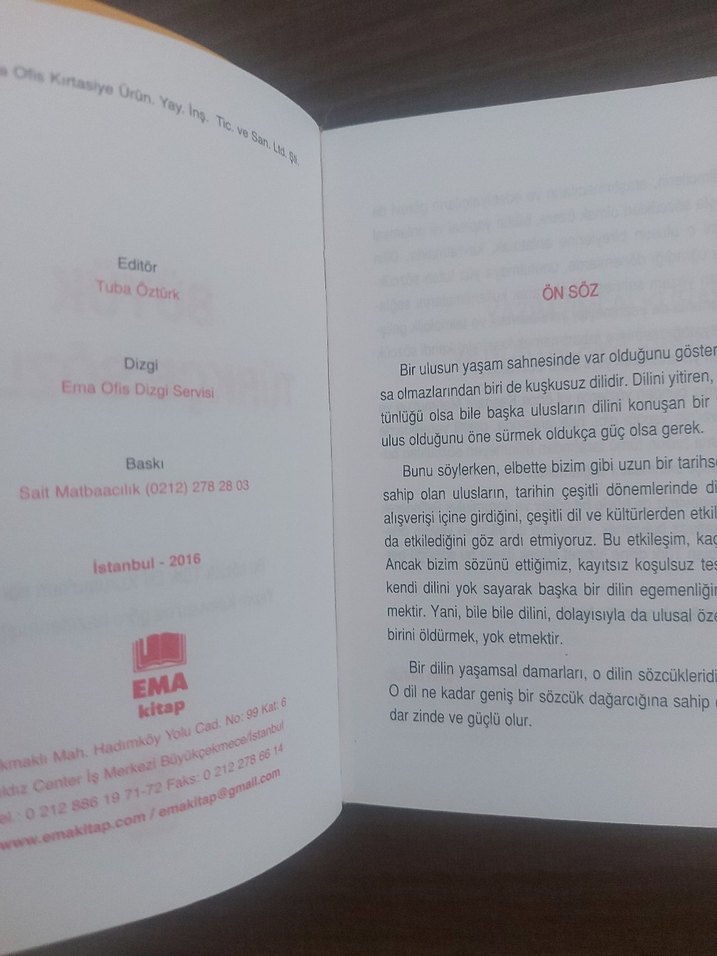 Ofis Kırtasiye Ürün. Yay. İnş. Tic. ve San. Ltd. Şti.
Editör
Tuba Öztürk
Dizgi
Ema Ofis Dizgi Servisi
Baskı
Sait Matbaacılık (0212) 278 28 03
İstanbul - 2016
EMA
kitap
kmaklı Mah. Hadımköy Yolu Cad. No: 99 Kat: 6
ldız Center İş Merkezi Büyükçekmece/İstanbul
el.: 0 212 886 19 71-72 Faks: 0 212 278 66 14
www.emakitap.com / emakitap@gmail.com
ÖN SÖZ
Bir ulusun yaşam sahnesinde var olduğunu göster
sa olmazlarından biri de kuşkusuz dilidir. Dilini yitiren,
tünlüğü olsa bile başka ulusların dilini konuşan bir
ulus olduğunu öne sürmek oldukça güç olsa gerek.
Bunu söylerken, elbette bizim gibi uzun bir tarihs
sahip olan ulusların, tarihin çeşitli dönemlerinde di
alışverişi içine girdiğini, çeşitli dil ve kültürlerden etkil
da etkilediğini göz ardı etmiyoruz. Bu etkileşim, kaç
Ancak bizim sözünü ettiğimiz, kayıtsız koşulsuz tes
kendi dilini yok sayarak başka bir dilin egemenliğin
mektir. Yani, bile bile dilini, dolayısıyla da ulusal öze
birini öldürmek, yok etmektir.
Bir dilin yaşamsal damarları, o dilin sözcükleridi
O dil ne kadar geniş bir sözcük dağarcığına sahip
dar zinde ve güçlü olur.